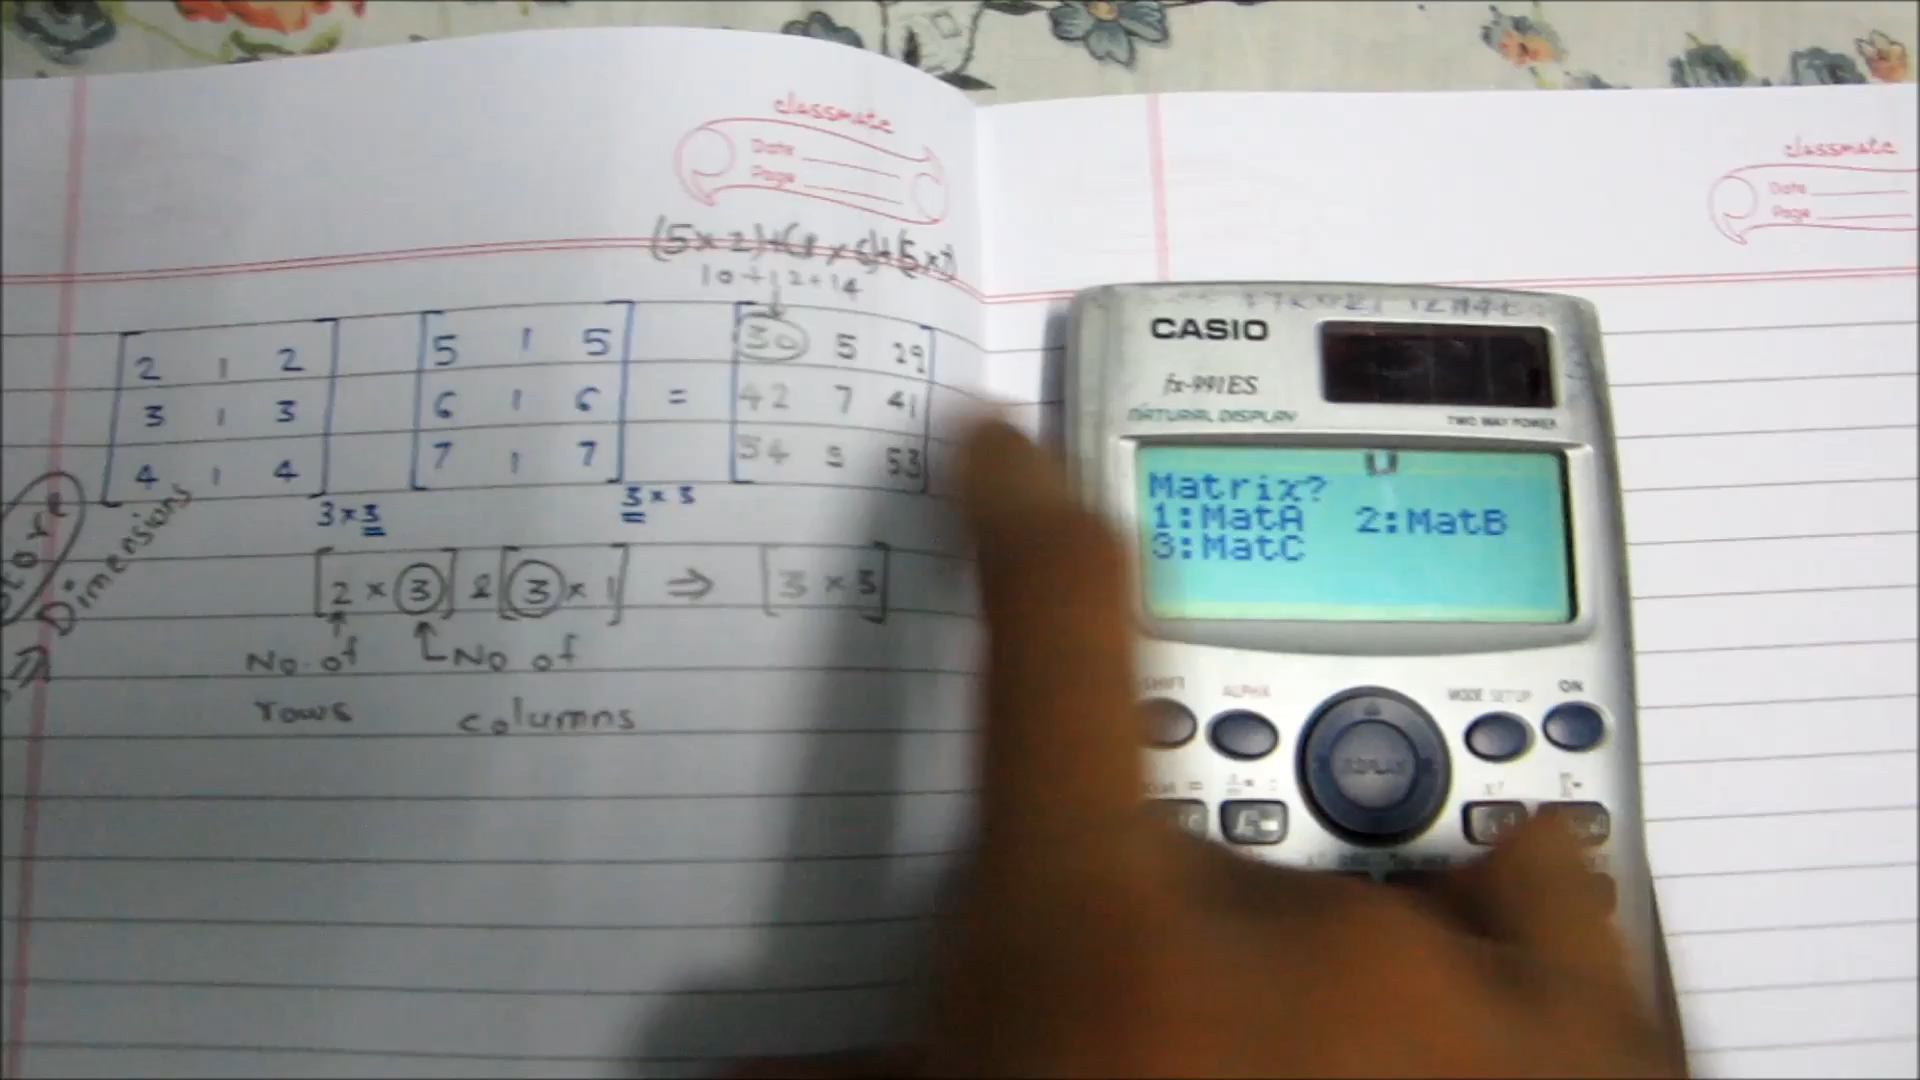 classmate
Date
Page
10+12+14
2 1 2
3 1 3
4 1 4
3×3
5 1 5
6 1 6
7 1 7
3×3
=
30 5 29
42 7 41
54 9 53
Dimensions
[2 × 3] & [3 × 1] ⇒ [3 × 3]
No. of
rows
No of
columns
classmate
Date
Page
CASIO
fx-991ES
NATURAL DISPLAY
TWO WAY POWER
Matrix?
1:MatA 2:MatB
3:MatC
SHIFT
ALPHA
MODE SETUP
ON
REPLAY